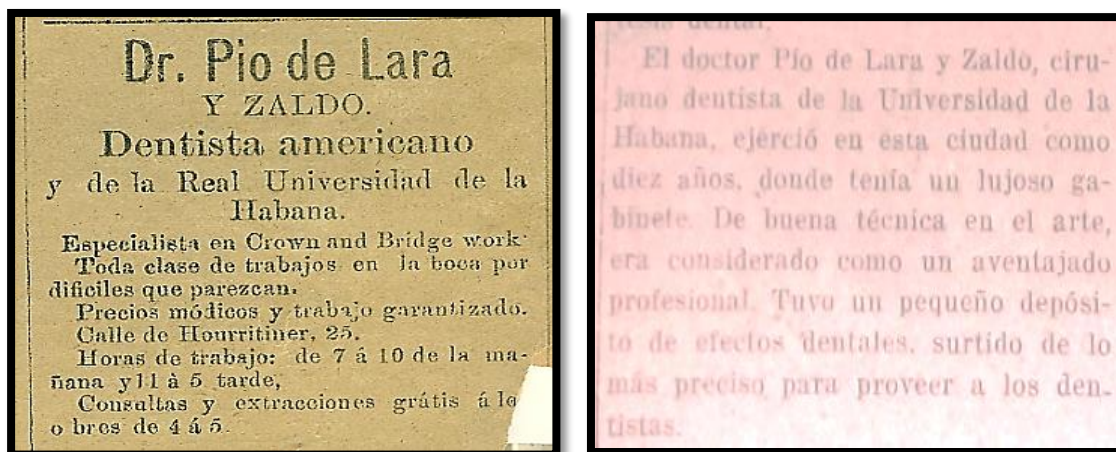 Dr. Pio de Lara
Y ZALDO.
Dentista americano
y de la Real Universidad de la
Habana.
Especialista en Crown and Bridge work
Toda clase de trabajos en la boca por
dificiles que parezcan.
Precios módicos y trabajo garantizado.
Calle de Hourritiner, 25.
Horas de trabajo: de 7 á 10 de la ma-
ñana y 11 à 5 tarde,
Consultas y extracciones grátis á lo
o bres de 4 á 5.
dental.
El doctor Pío de Lara y Zaldo, ciru-
jano dentista de la Universidad de la
Habana, ejerció en esta ciudad como
diez años, donde tenía un lujoso ga-
binete. De buena técnica en el arte,
era considerado como un aventajado
profesional. Tuvo un pequeño depósi-
to de efectos dentales, surtido de lo
más preciso para proveer a los den-
tistas.